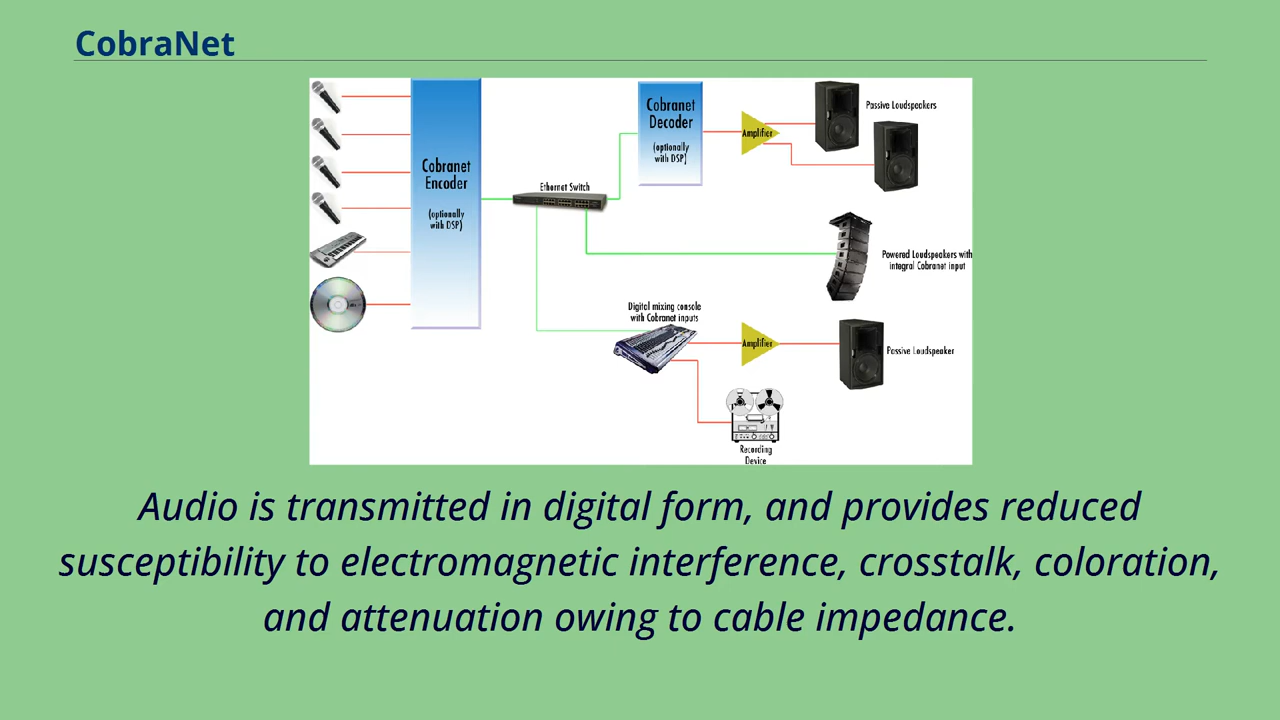 CobraNet
Cobranet
Encoder
(optionally
with DSP)
Ethernet Switch
Cobranet
Decoder
(optionally
with DSP)
Amplifier
Passive Loudspeakers
Powered Loudspeakers with
integral Cobranet input
Digital mixing console
with Cobranet inputs
Amplifier
Passive Loudspeaker
Recording
Device
Audio is transmitted in digital form, and provides reduced
susceptibility to electromagnetic interference, crosstalk, coloration,
and attenuation owing to cable impedance.